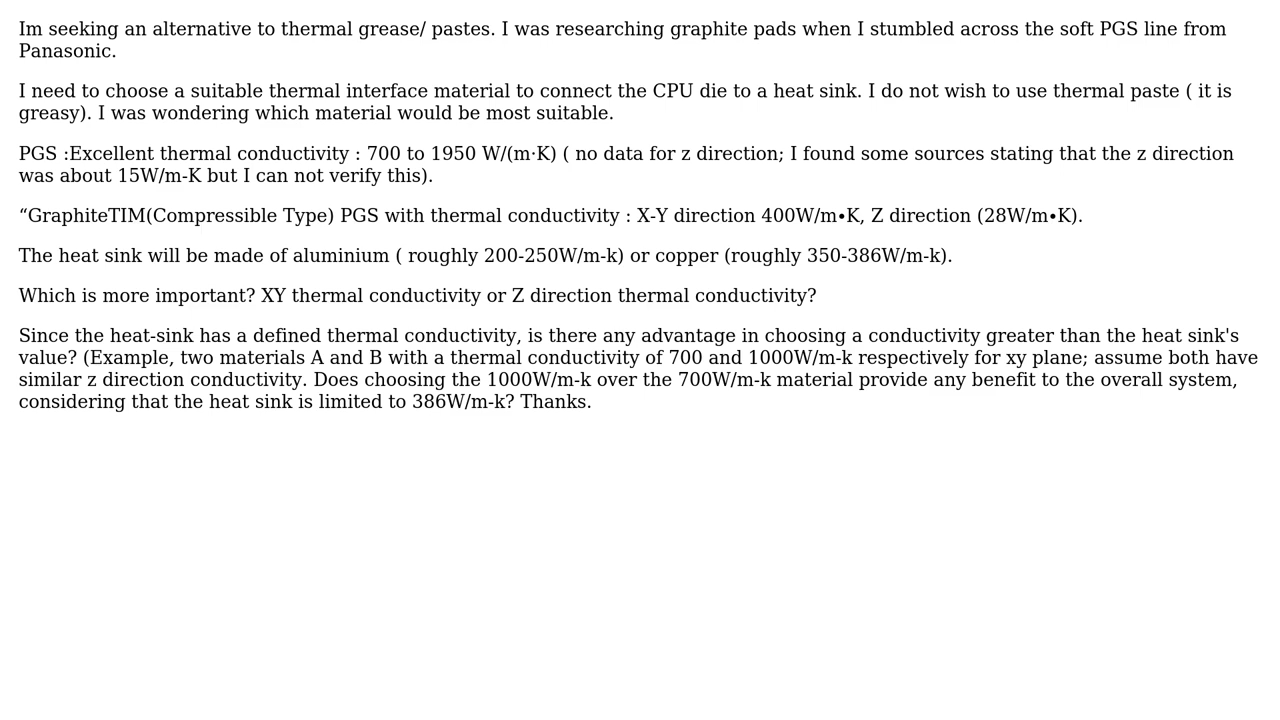 Im seeking an alternative to thermal grease/ pastes. I was researching graphite pads when I stumbled across the soft PGS line from
Panasonic.
I need to choose a suitable thermal interface material to connect the CPU die to a heat sink. I do not wish to use thermal paste ( it is
greasy). I was wondering which material would be most suitable.
PGS :Excellent thermal conductivity : 700 to 1950 W/(m·K) ( no data for z direction; I found some sources stating that the z direction
was about 15W/m-K but I can not verify this).
“GraphiteTIM(Compressible Type) PGS with thermal conductivity : X-Y direction 400W/m•K, Z direction (28W/m•K).
The heat sink will be made of aluminium ( roughly 200-250W/m-k) or copper (roughly 350-386W/m-k).
Which is more important? XY thermal conductivity or Z direction thermal conductivity?
Since the heat-sink has a defined thermal conductivity, is there any advantage in choosing a conductivity greater than the heat sink's
value? (Example, two materials A and B with a thermal conductivity of 700 and 1000W/m-k respectively for xy plane; assume both have
similar z direction conductivity. Does choosing the 1000W/m-k over the 700W/m-k material provide any benefit to the overall system,
considering that the heat sink is limited to 386W/m-k? Thanks.